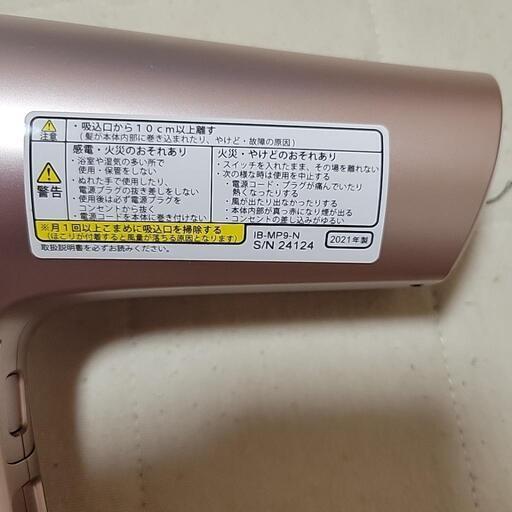 注意
・吸込口から10cm以上離す
(髪が本体内部に巻き込まれたり、やけど・故障の原因)
警告
感電・火災のおそれあり
・浴室や湿気の多い所で
使用・保管をしない
・ぬれた手で使用したり、
電源プラグの抜き差しをしない
・使用後は必ず電源プラグを
コンセントから抜く
・電源コードを本体に巻き付けない
火災・やけどのおそれあり
・スイッチを入れたまま、その場を離れない
・次の様な時は使用を中止する
・電源コード・プラグが痛んでいたり
熱くなったりする
・風が出たり出なかったりする
・本体内部が真っ赤になり煙が出る
・コンセントの差し込みがゆるい
※月1回以上こまめに吸込口を掃除する
(ほこりが付着すると風量が落ちる原因となります)
取扱説明書を必ずお読みください。
IB-MP9-N
S/N 24124
2021年製